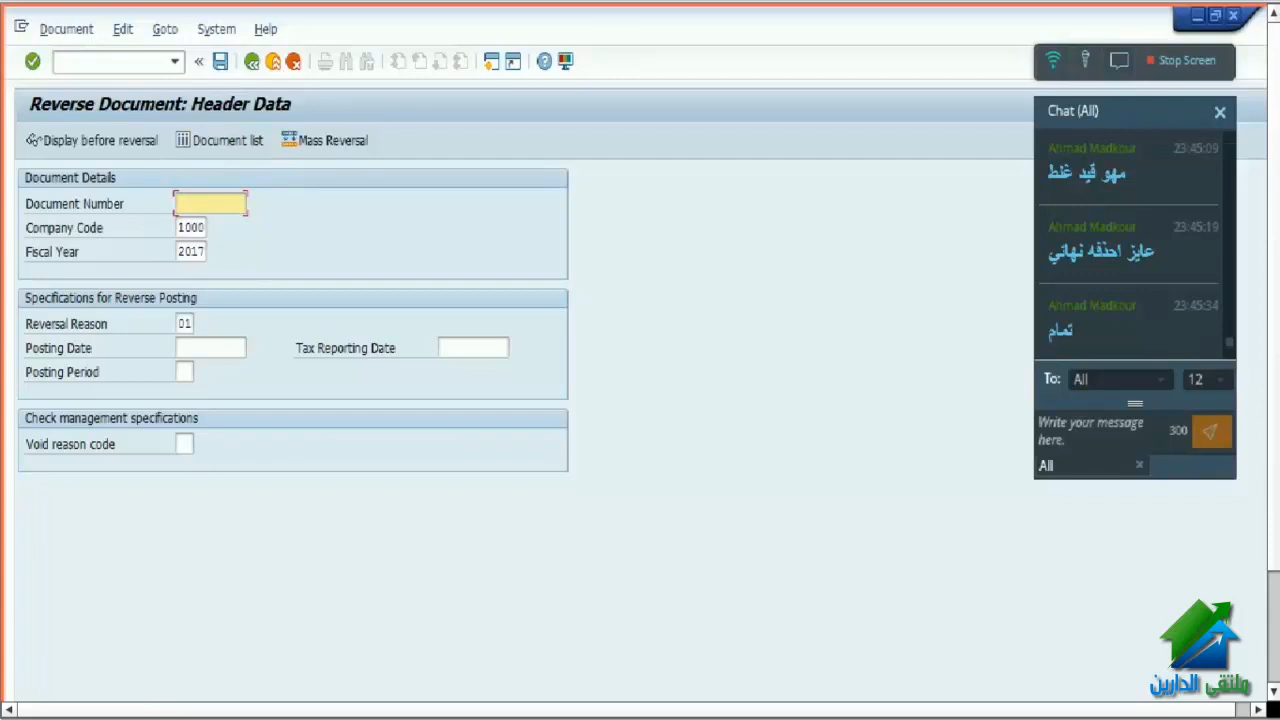 Document Edit Goto System Help
Stop Screen
Reverse Document: Header Data
Display before reversal Document list Mass Reversal
Document Details
Document Number
Company Code 1000
Fiscal Year 2017
Specifications for Reverse Posting
Reversal Reason 01
Posting Date Tax Reporting Date
Posting Period
Check management specifications
Void reason code
Chat (All)
Ahmad Madkour 23:45:09
مهو قيد غلط
Ahmad Madkour 23:45:19
عايز احذفه نهائي
Ahmad Madkour 23:45:34
تمام
To: All 12
Write your message
here. 300
All
ملتقى الدارين